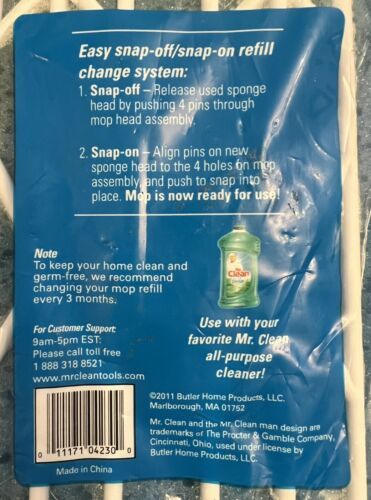 Easy snap-off/snap-on refill
change system:
1. Snap-off – Release used sponge
head by pushing 4 pins through
mop head assembly.
2. Snap-on – Align pins on new
sponge head to the 4 holes on mop
assembly, and push to snap into
place. Mop is now ready for use!
Note
To keep your home clean and
germ-free, we recommend
changing your mop refill
every 3 months.
Mr.
Clean
Use with your
favorite Mr. Clean
all-purpose
cleaner!
For Customer Support:
9am-5pm EST:
Please call toll free
1 888 318 8521
www.mrcleantools.com
0 11171 04230 0
Made in China
©2011 Butler Home Products, LLC.
Marlborough, MA 01752
Mr. Clean and the Mr. Clean man design are
trademarks of The Procter & Gamble Company,
Cincinnati, Ohio, used under license by
Butler Home Products, LLC.